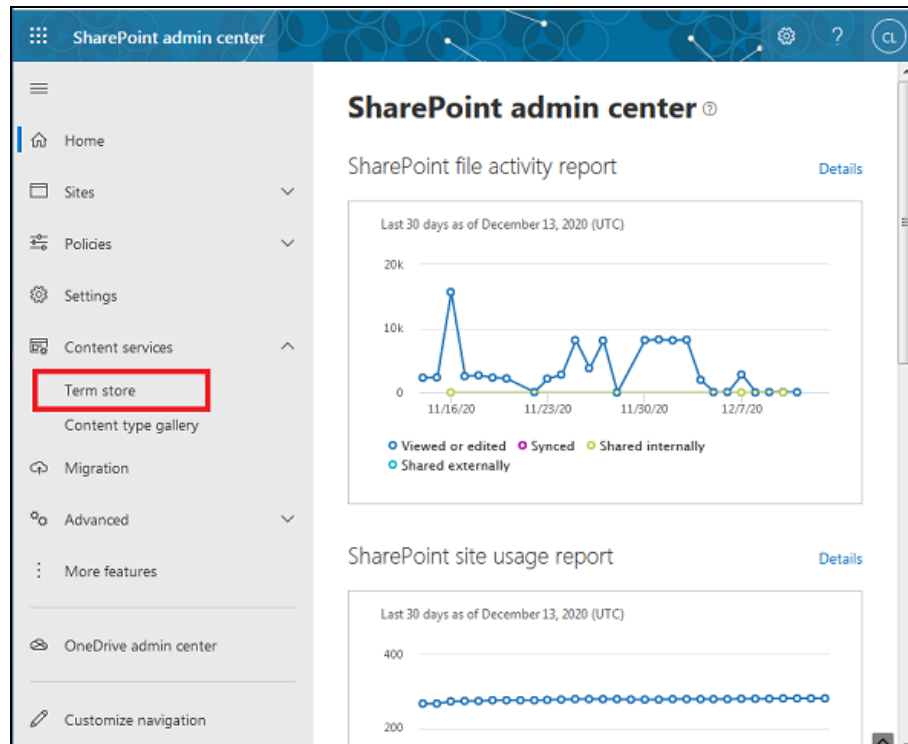 SharePoint admin center
? CL
Home
Sites
Policies
Settings
Content services
Term store
Content type gallery
Migration
Advanced
More features
OneDrive admin center
Customize navigation
SharePoint admin center ?
SharePoint file activity report Details
Last 30 days as of December 13, 2020 (UTC)
20k
10k
0
11/16/20 11/23/20 11/30/20 12/7/20
Viewed or edited Synced Shared internally
Shared externally
SharePoint site usage report Details
Last 30 days as of December 13, 2020 (UTC)
400
200